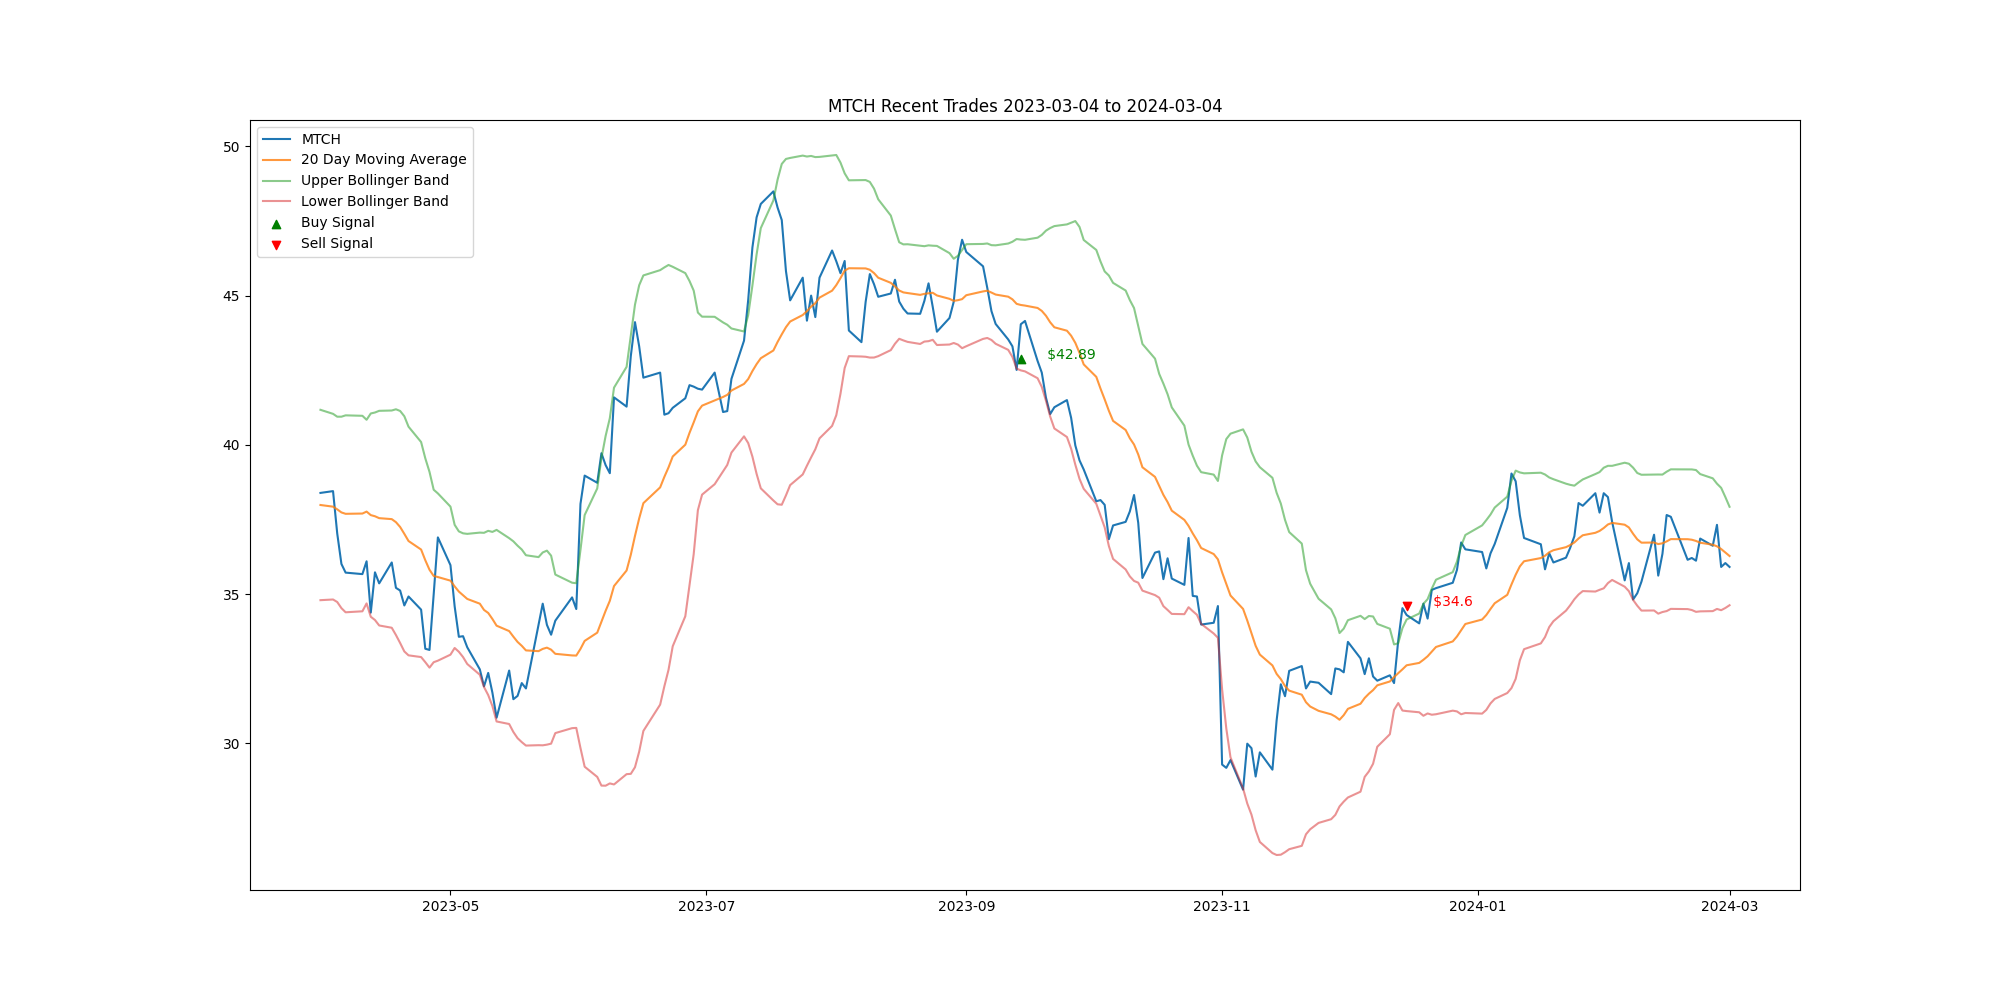 MTCH Recent Trades 2023-03-04 to 2024-03-04
MTCH
20 Day Moving Average
Upper Bollinger Band
Lower Bollinger Band
Buy Signal
Sell Signal
50
45
40
35
30
$42.89
$34.6
2023-05
2023-07
2023-09
2023-11
2024-01
2024-03